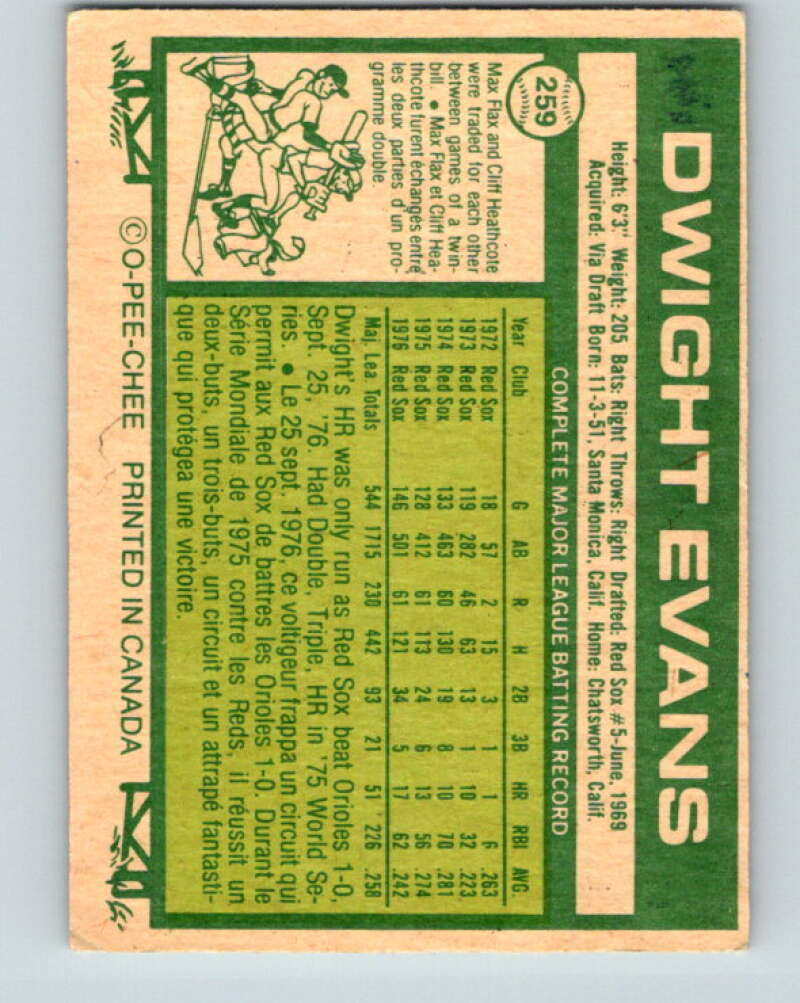 259
DWIGHT EVANS
Height: 6'3" Weight: 205 Bats: Right Throws: Right Drafted: Red Sox #5-June, 1969
Acquired: Via Draft Born: 11-3-51, Santa Monica, Calif. Home: Chatsworth, Calif.
Max Flax and Cliff Heathcote
were traded for each other
between games of a twin-
bill. • Max Flax et Cliff Hea-
thcote furent échangés entre
les deux parties d'un pro-
gramme double.
COMPLETE MAJOR LEAGUE BATTING RECORD
Year Club G AB R H 2B 3B HR RBI AVG.
1972 Red Sox 18 57 2 15 3 1 1 6 .263
1973 Red Sox 119 282 46 63 13 1 10 32 .223
1974 Red Sox 133 463 60 130 19 8 10 70 .281
1975 Red Sox 128 412 61 113 24 6 13 56 .274
1976 Red Sox 146 501 61 121 34 5 17 62 .242
Maj. Lea. Totals 544 1715 230 442 93 21 51 226 .258
Dwight's HR was only run as Red Sox beat Orioles 1-0,
Sept. 25, '76. Had Double, Triple, HR in '75 World Se-
ries. • Le 25 sept. 1976, ce voltigeur frappa un circuit qui
permit aux Red Sox de battres les Orioles 1-0. Durant le
Série Mondiale de 1975 contre les Reds, il réussit un
deux-buts, un trois-buts, un circuit et un attrapé fantasti-
que qui protégea une victoire.
©O-PEE-CHEE PRINTED IN CANADA